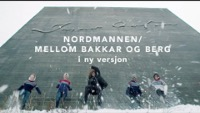 NORDMANNEN/
MELLOM BAKKAR OG BERG
i ny versjon